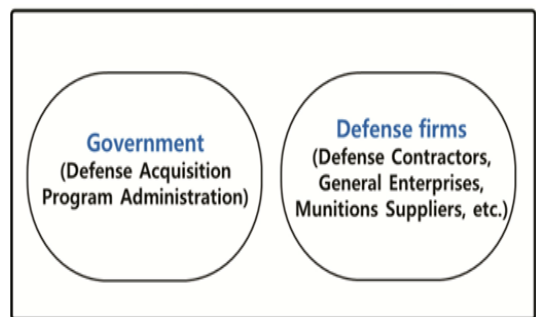 Government
(Defense Acquisition
Program Administration)
Defense firms
(Defense Contractors,
General Enterprises,
Munitions Suppliers, etc.)